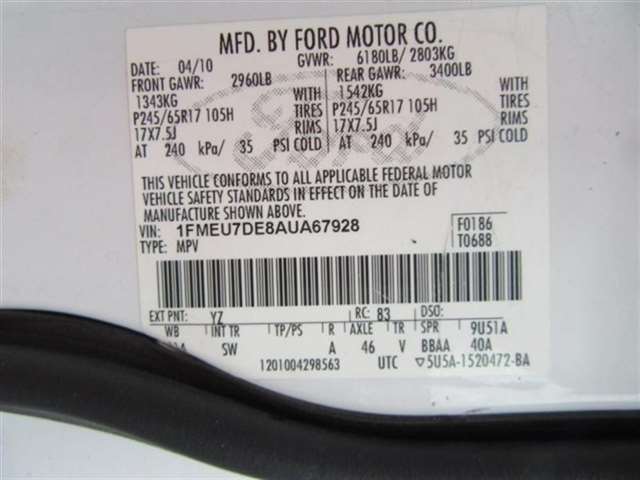 MFD. BY FORD MOTOR CO.
DATE: 04/10 GVWR: 6180LB/ 2803KG
FRONT GAWR: 2960LB REAR GAWR: 3400LB
1343KG 1542KG
P245/65R17 105H TIRES P245/65R17 105H TIRES
17X7.5J RIMS 17X7.5J RIMS
AT 240 kPa/ 35 PSI COLD AT 240 kPa/ 35 PSI COLD
THIS VEHICLE CONFORMS TO ALL APPLICABLE FEDERAL MOTOR
VEHICLE SAFETY STANDARDS IN EFFECT ON THE DATE OF
MANUFACTURE SHOWN ABOVE.
VIN: 1FMEU7DE8AUA67928 F0186
TYPE: MPV T0688
EXT PNT: YZ RC: 83 DSO:
WB INT TR TP/PS R AXLE TR SPR 9U51A
SW A 46 V BBAA 40A
1201004298563 UTC ▽5U5A-1520472-BA